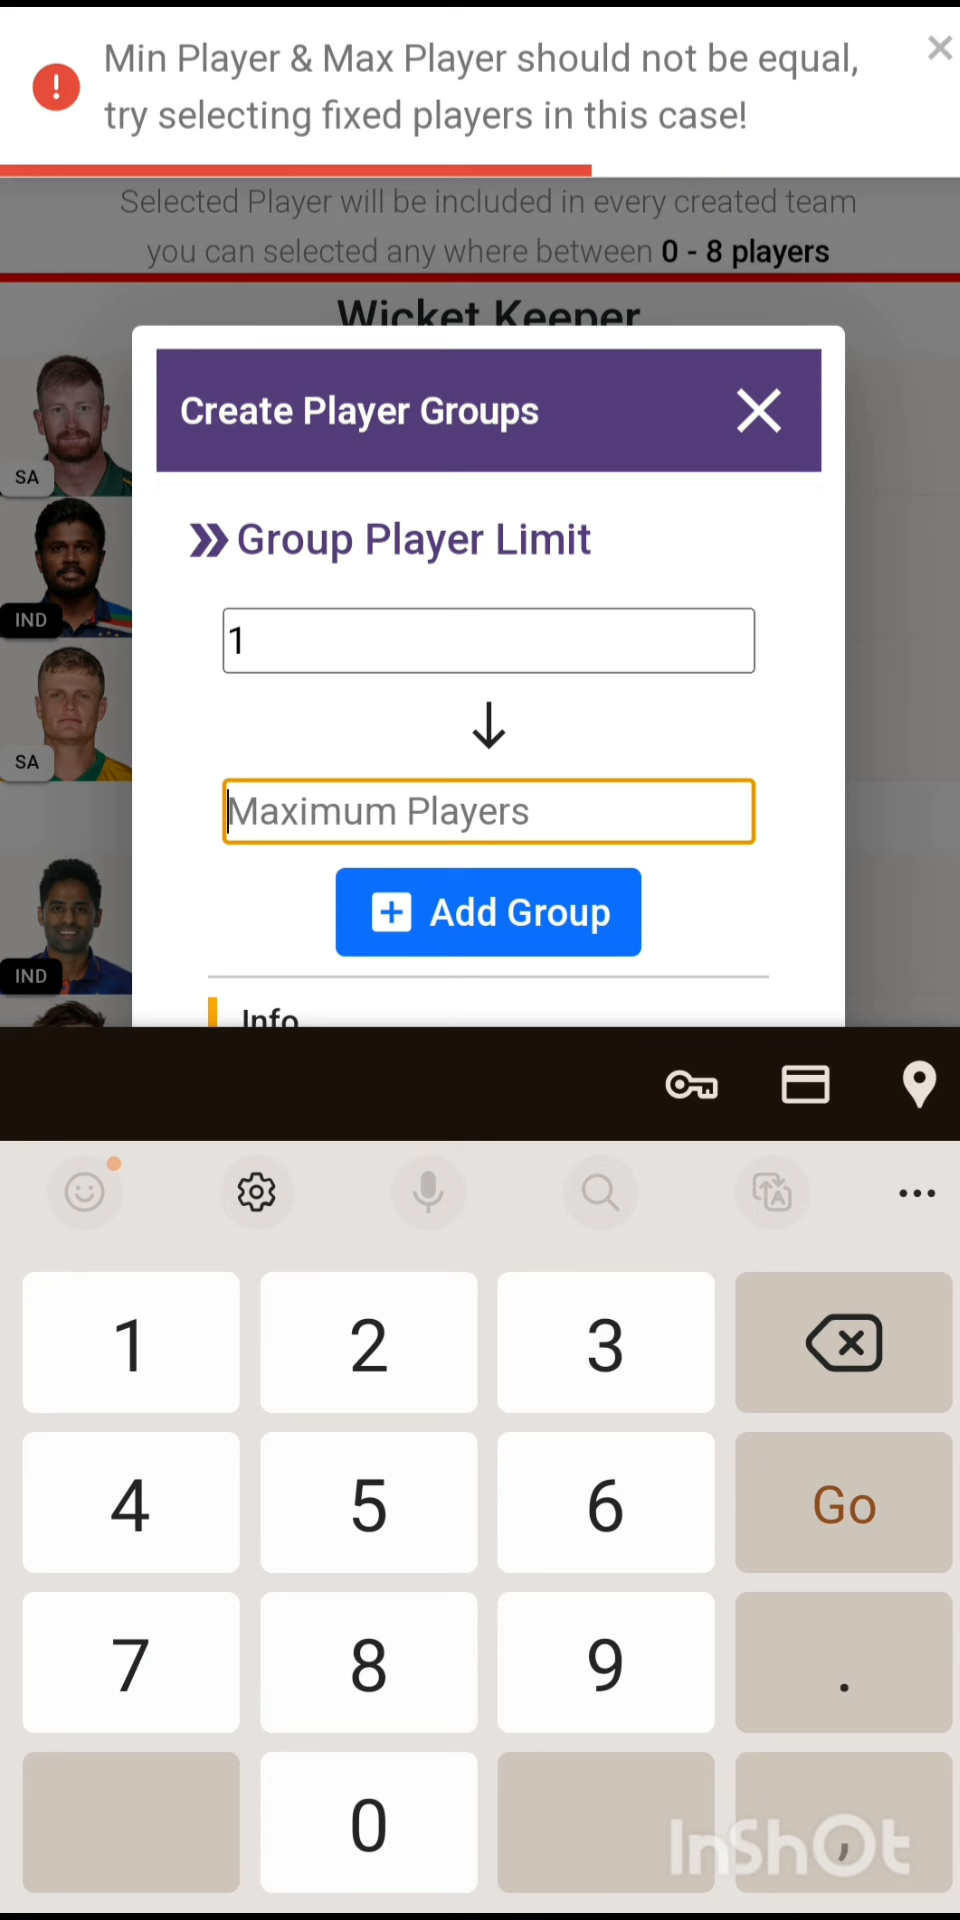 Min Player & Max Player should not be equal,
try selecting fixed players in this case!
Selected Player will be included in every created team
you can selected any where between 0 - 8 players
Wicket Keeper
SA
IND
SA
IND
Create Player Groups
Group Player Limit
1
Maximum Players
Add Group
Info
1 2 3
4 5 6 Go
7 8 9 .
0 ,
InShOt